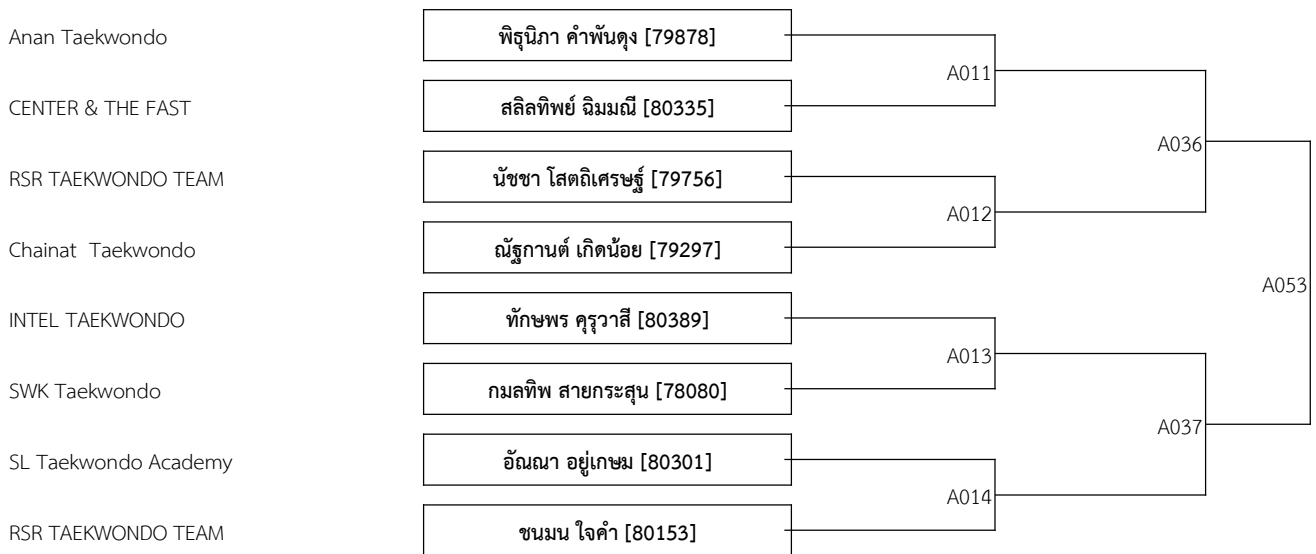 Anan Taekwondo
พิธุนิภา คำพันดุง [79878]
A011
CENTER & THE FAST
สลิลทิพย์ ฉิมมณี [80335]
A036
RSR TAEKWONDO TEAM
นัชชา โสตถิเศรษฐ์ [79756]
A012
Chainat  Taekwondo
ณัฐกานต์ เกิดน้อย [79297]
A053
INTEL TAEKWONDO
ทักษพร คุรุวาสี [80389]
A013
SWK Taekwondo
กมลทิพ สายกระสุน [78080]
A037
SL Taekwondo Academy
อัณณา อยู่เกษม [80301]
A014
RSR TAEKWONDO TEAM
ชนมน ใจคำ [80153]